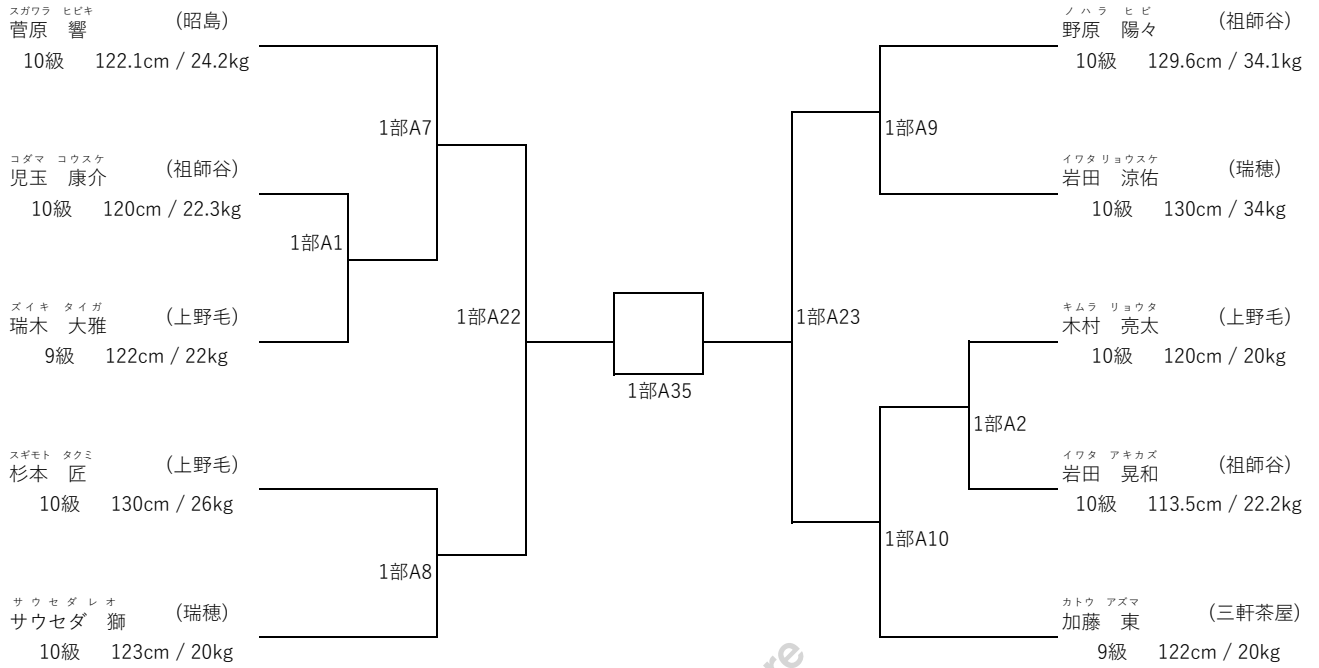 スガワラ ヒビキ
菅原 響 (昭島)
10級 122.1cm / 24.2kg
1部A7
コダマ コウスケ
児玉 康介 (祖師谷)
10級 120cm / 22.3kg
1部A1
ズイキ タイガ
瑞木 大雅 (上野毛)
9級 122cm / 22kg
1部A22
スギモト タクミ
杉本 匠 (上野毛)
10級 130cm / 26kg
1部A8
サウセダ レオ
サウセダ 獅 (瑞穂)
10級 123cm / 20kg
1部A35
ノハラ ヒビ
野原 陽々 (祖師谷)
10級 129.6cm / 34.1kg
1部A9
イワタ リョウスケ
岩田 涼佑 (瑞穂)
10級 130cm / 34kg
1部A23
キムラ リョウタ
木村 亮太 (上野毛)
10級 120cm / 20kg
1部A2
イワタ アキカズ
岩田 晃和 (祖師谷)
10級 113.5cm / 22.2kg
1部A10
カトウ アズマ
加藤 東 (三軒茶屋)
9級 122cm / 20kg